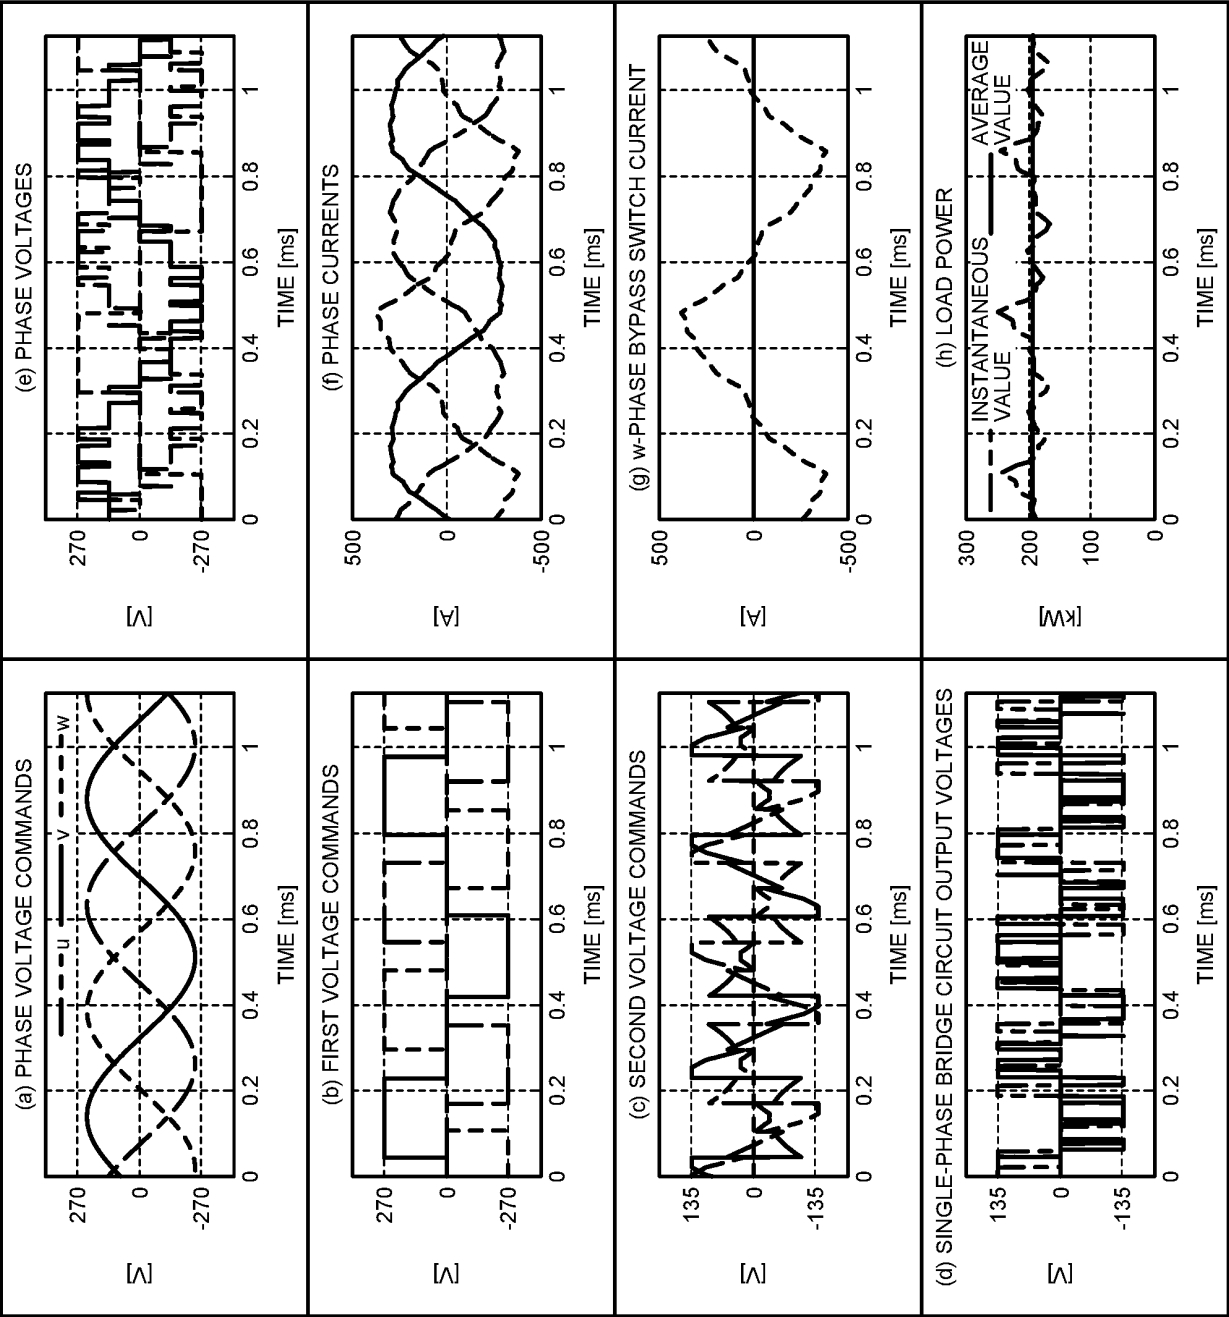 (a) PHASE VOLTAGE COMMANDS
u v w
270
0
-270
[V]
0 0.2 0.4 0.6 0.8 1
TIME [ms]
(b) FIRST VOLTAGE COMMANDS
270
0
-270
[V]
0 0.2 0.4 0.6 0.8 1
TIME [ms]
(c) SECOND VOLTAGE COMMANDS
135
0
-135
[V]
0 0.2 0.4 0.6 0.8 1
TIME [ms]
(d) SINGLE-PHASE BRIDGE CIRCUIT OUTPUT VOLTAGES
135
0
-135
[V]
0 0.2 0.4 0.6 0.8 1
TIME [ms]
(e) PHASE VOLTAGES
270
0
-270
[V]
0 0.2 0.4 0.6 0.8 1
TIME [ms]
(f) PHASE CURRENTS
500
0
-500
[A]
0 0.2 0.4 0.6 0.8 1
TIME [ms]
(g) w-PHASE BYPASS SWITCH CURRENT
500
0
-500
[A]
0 0.2 0.4 0.6 0.8 1
TIME [ms]
(h) LOAD POWER
INSTANTANEOUS
VALUE
AVERAGE
VALUE
300
200
100
0
[kW]
0 0.2 0.4 0.6 0.8 1
TIME [ms]